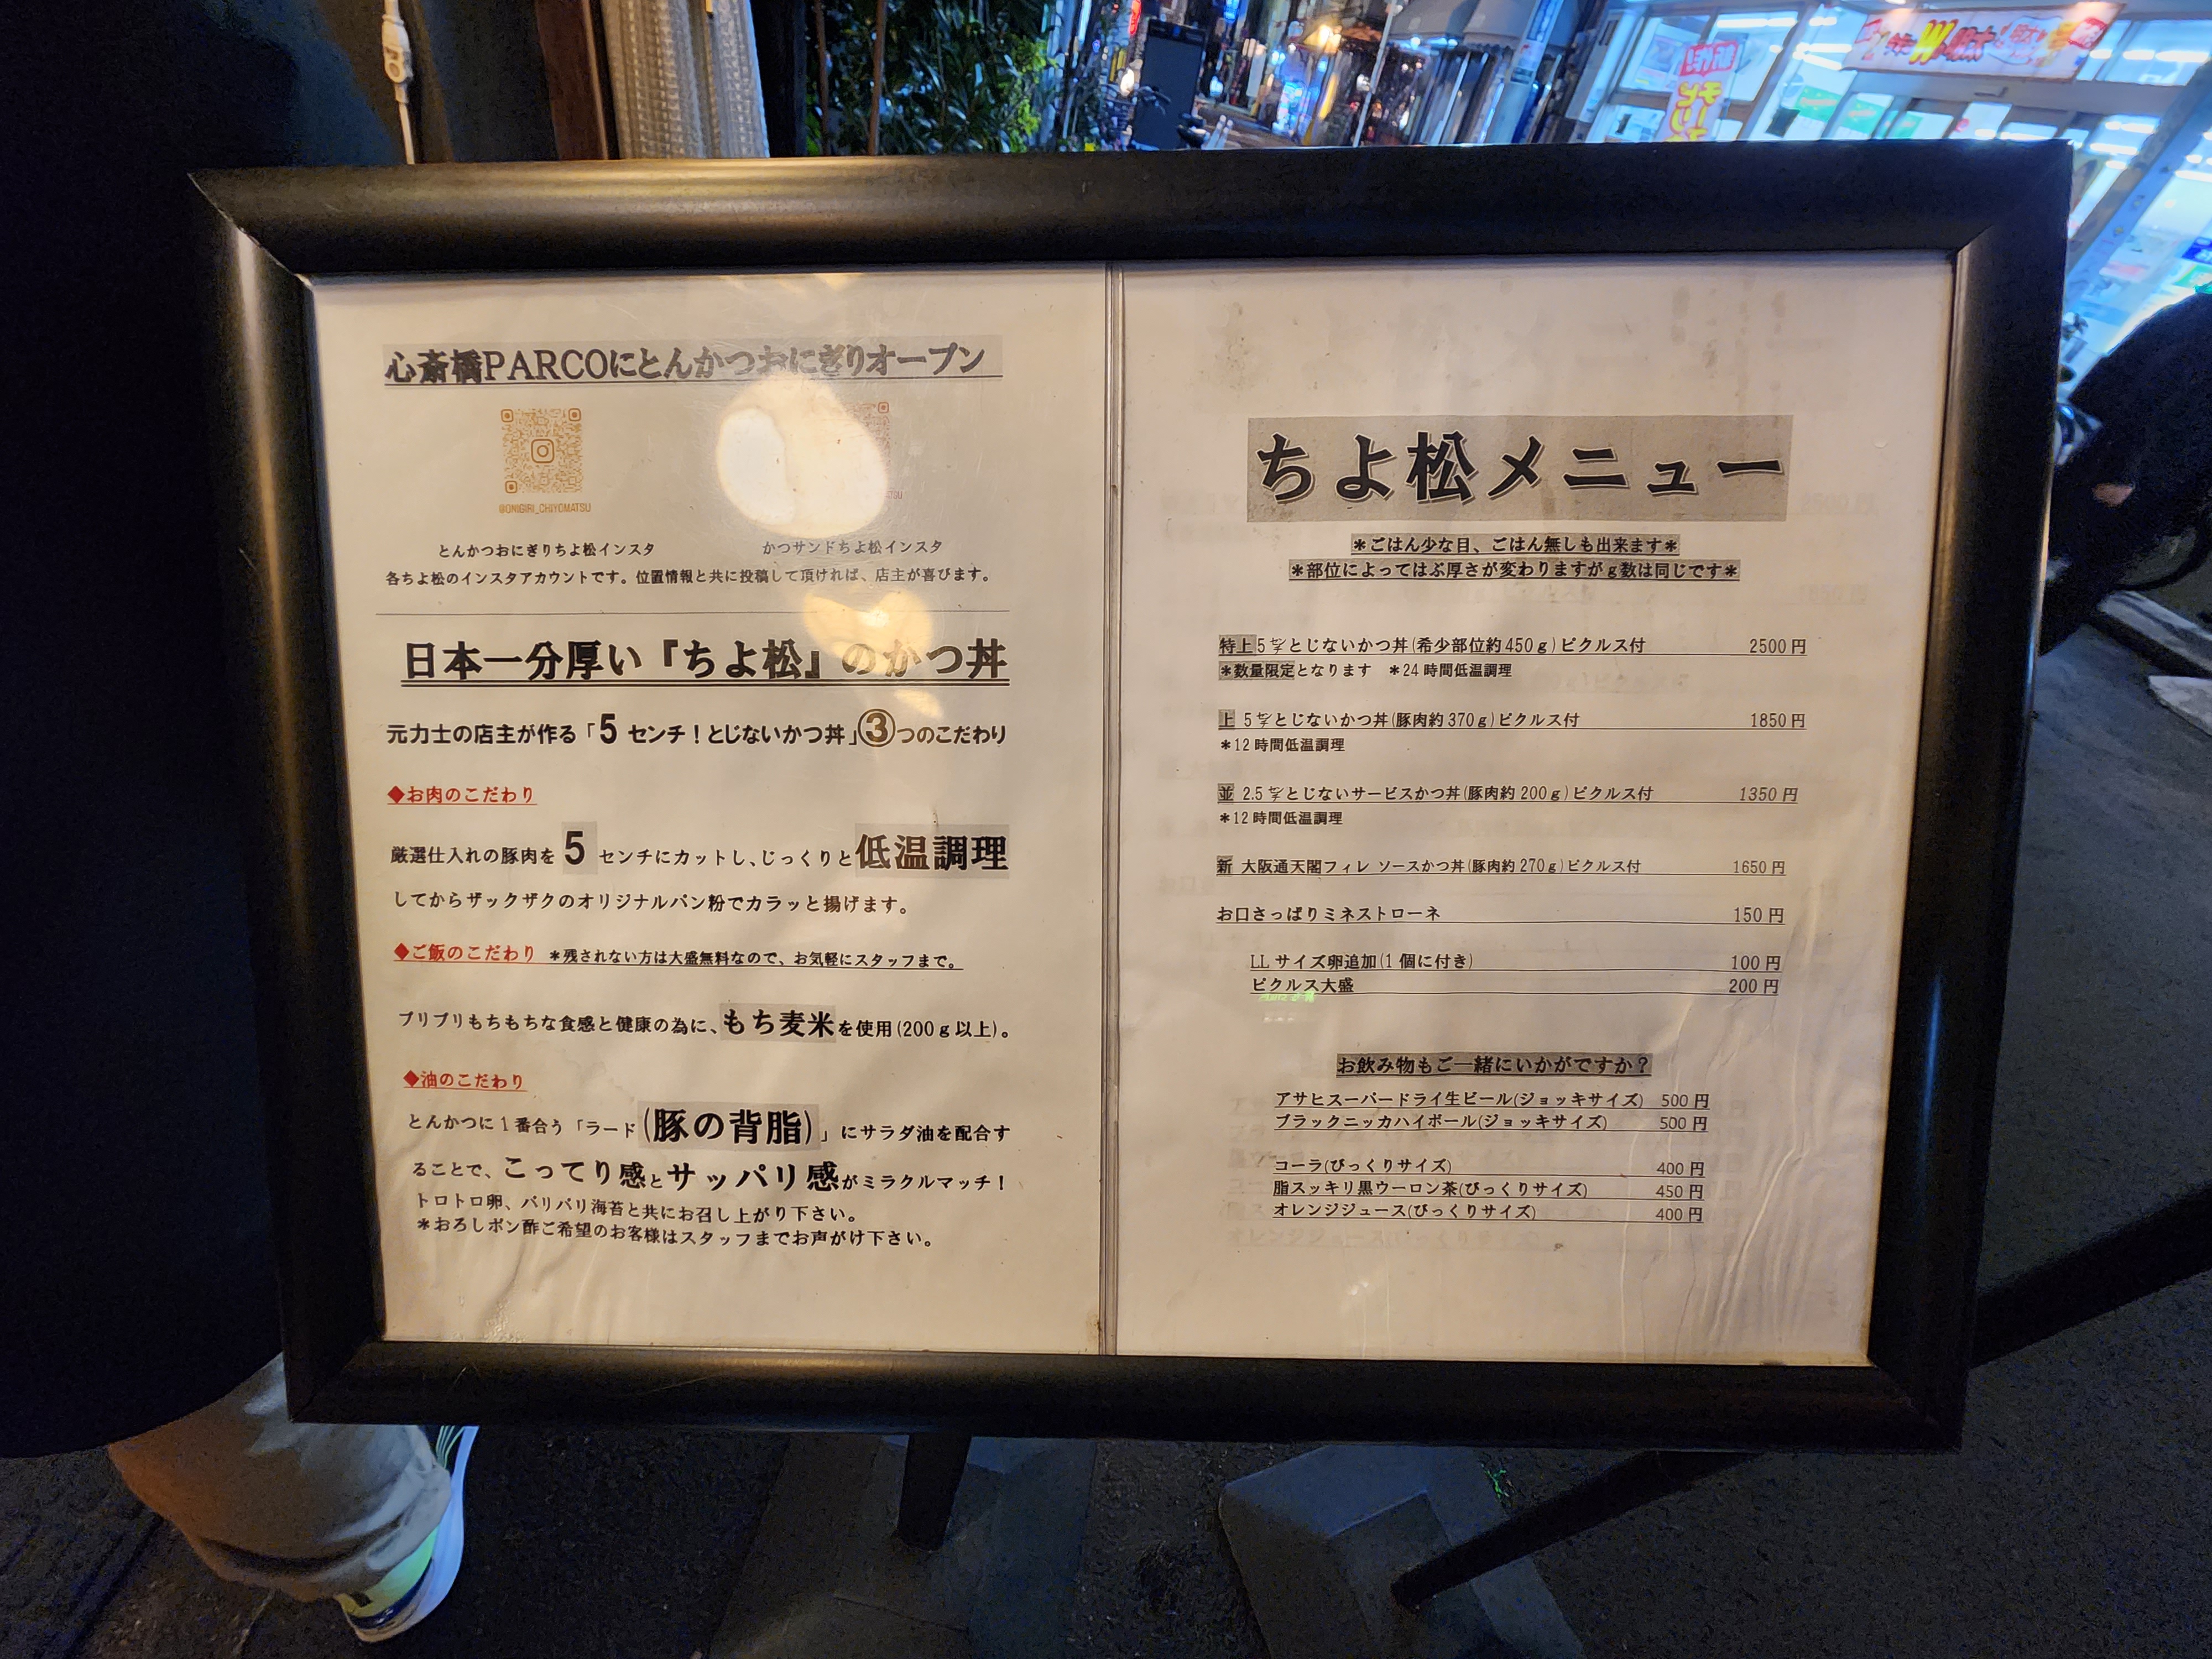 心斎橋PARCOにとんかつおにぎりオープン
@ONIGIRI_CHIYOMATSU
とんかつおにぎりちよ松インスタ
かつサンドちよ松インスタ
各ちよ松のインスタアカウントです。位置情報と共に投稿して頂ければ、店主が喜びます。
日本一分厚い『ちよ松』のかつ丼
元力士の店主が作る「5 センチ！とじないかつ丼」③つのこだわり
◆お肉のこだわり
厳選仕入れの豚肉を 5 センチにカットし、じっくりと低温調理
してからザックザクのオリジナルパン粉でカラッと揚げます。
◆ご飯のこだわり ＊残されない方は大盛無料なので、お気軽にスタッフまで。
プリプリもちもちな食感と健康の為に、もち麦米を使用(200ｇ以上)。
◆油のこだわり
とんかつに1番合う「ラード(豚の背脂)」にサラダ油を配合す
ることで、こってり感とサッパリ感がミラクルマッチ！
トロトロ卵、パリパリ海苔と共にお召し上がり下さい。
＊おろしポン酢ご希望のお客様はスタッフまでお声がけ下さい。
ちよ松メニュー
＊ごはん少な目、ごはん無しも出来ます＊
＊部位によってはぶ厚さが変わりますがｇ数は同じです＊
特上 5㌢とじないかつ丼(希少部位約450ｇ)ピクルス付 2500円
＊数量限定となります ＊24時間低温調理
上 5㌢とじないかつ丼(豚肉約370ｇ)ピクルス付 1850円
＊12時間低温調理
並 2.5㌢とじないサービスかつ丼(豚肉約200ｇ)ピクルス付 1350円
＊12時間低温調理
新 大阪通天閣フィレ ソースかつ丼(豚肉約270ｇ)ピクルス付 1650円
お口さっぱりミネストローネ 150円
LLサイズ卵追加(1個に付き) 100円
ピクルス大盛 200円
お飲み物もご一緒にいかがですか？
アサヒスーパードライ生ビール(ジョッキサイズ) 500円
ブラックニッカハイボール(ジョッキサイズ) 500円
コーラ(びっくりサイズ) 400円
脂スッキリ黒ウーロン茶(びっくりサイズ) 450円
オレンジジュース(びっくりサイズ) 400円